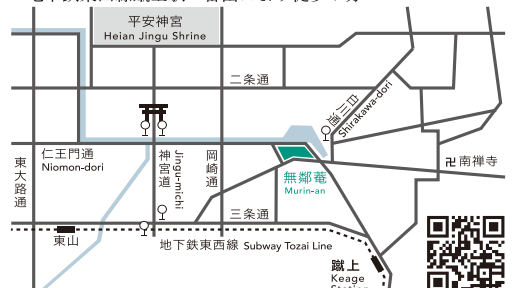 平安神宮
Heian Jingu Shrine
二条通
白川通
Shirakawa-dori
仁王門通
Niomon-dori
神宮道
Jingu-michi
岡崎通
東大路通
無鄰菴
Murin-an
卍南禅寺
三条通
東山
地下鉄東西線 Subway Tozai Line
蹴上
Keage